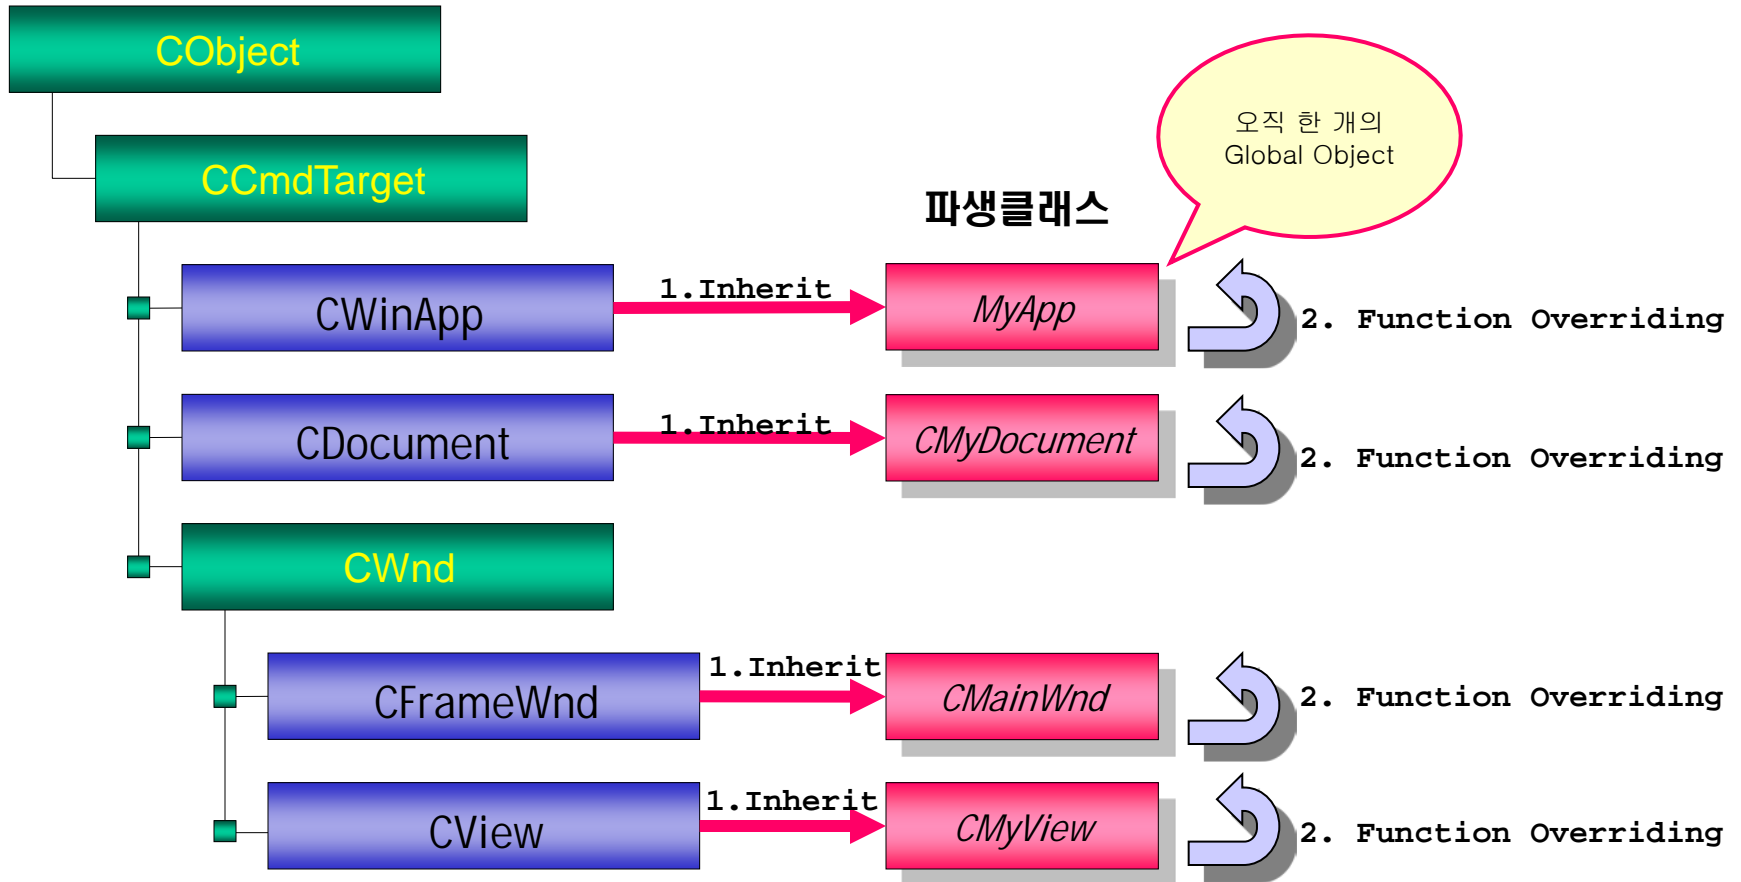 CObject
오직 한 개의
Global Object
CCmdTarget
파생클래스
CWinApp
1.Inherit
MyApp
2. Function Overriding
CDocument
1.Inherit
CMyDocument
2. Function Overriding
CWnd
CFrameWnd
1.Inherit
CMainWnd
2. Function Overriding
CView
1.Inherit
CMyView
2. Function Overriding